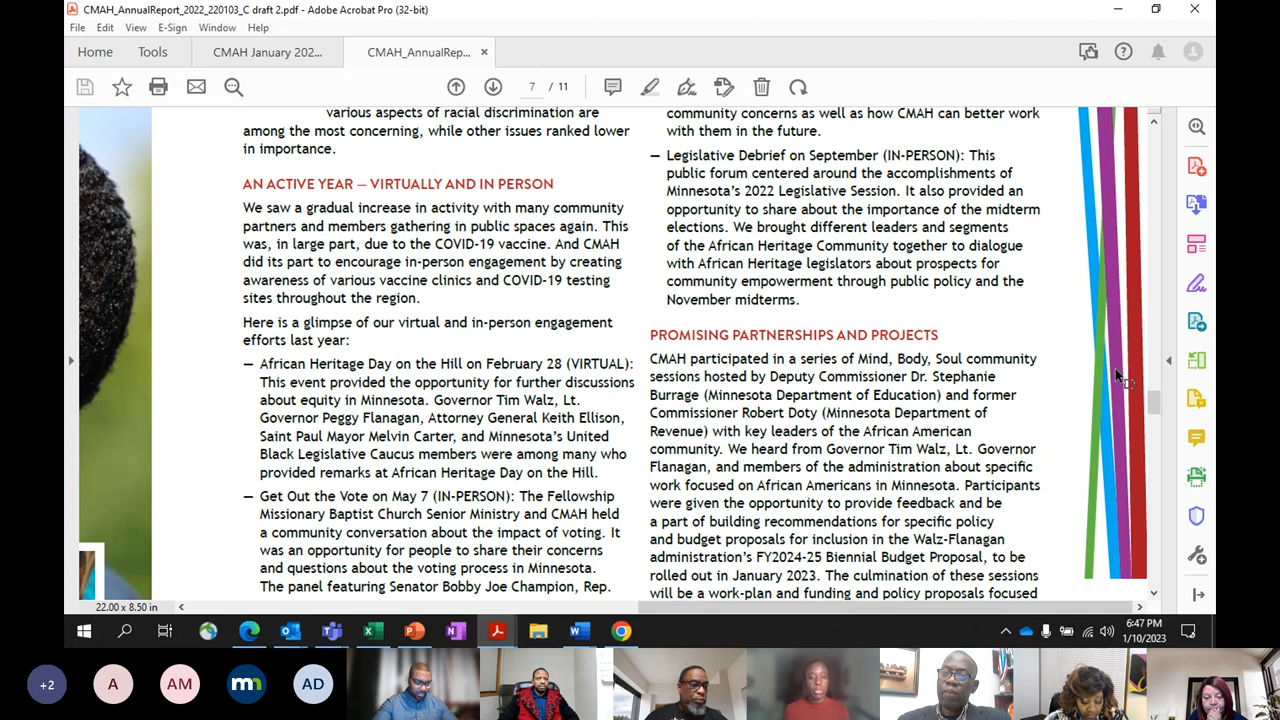 CMAH_AnnualReport_2022_220103_C draft 2.pdf - Adobe Acrobat Pro (32-bit)
File Edit View E-Sign Window Help
Home Tools CMAH January 202... CMAH_AnnualRep... ×
7 / 11
various aspects of racial discrimination are
among the most concerning, while other issues ranked lower
in importance.
AN ACTIVE YEAR — VIRTUALLY AND IN PERSON
We saw a gradual increase in activity with many community
partners and members gathering in public spaces again. This
was, in large part, due to the COVID-19 vaccine. And CMAH
did its part to encourage in-person engagement by creating
awareness of various vaccine clinics and COVID-19 testing
sites throughout the region.
Here is a glimpse of our virtual and in-person engagement
efforts last year:
— African Heritage Day on the Hill on February 28 (VIRTUAL):
This event provided the opportunity for further discussions
about equity in Minnesota. Governor Tim Walz, Lt.
Governor Peggy Flanagan, Attorney General Keith Ellison,
Saint Paul Mayor Melvin Carter, and Minnesota's United
Black Legislative Caucus members were among many who
provided remarks at African Heritage Day on the Hill.
— Get Out the Vote on May 7 (IN-PERSON): The Fellowship
Missionary Baptist Church Senior Ministry and CMAH held
a community conversation about the impact of voting. It
was an opportunity for people to share their concerns
and questions about the voting process in Minnesota.
The panel featuring Senator Bobby Joe Champion, Rep.
community concerns as well as how CMAH can better work
with them in the future.
— Legislative Debrief on September (IN-PERSON): This
public forum centered around the accomplishments of
Minnesota's 2022 Legislative Session. It also provided an
opportunity to share about the importance of the midterm
elections. We brought different leaders and segments
of the African Heritage Community together to dialogue
with African Heritage legislators about prospects for
community empowerment through public policy and the
November midterms.
PROMISING PARTNERSHIPS AND PROJECTS
CMAH participated in a series of Mind, Body, Soul community
sessions hosted by Deputy Commissioner Dr. Stephanie
Burrage (Minnesota Department of Education) and former
Commissioner Robert Doty (Minnesota Department of
Revenue) with key leaders of the African American
community. We heard from Governor Tim Walz, Lt. Governor
Flanagan, and members of the administration about specific
work focused on African Americans in Minnesota. Participants
were given the opportunity to provide feedback and be
a part of building recommendations for specific policy
and budget proposals for inclusion in the Walz-Flanagan
administration's FY2024-25 Biennial Budget Proposal, to be
rolled out in January 2023. The culmination of these sessions
will be a work-plan and funding and policy proposals focused
22.00 x 8.50 in
6:47 PM
1/10/2023
+2 A AM mn AD